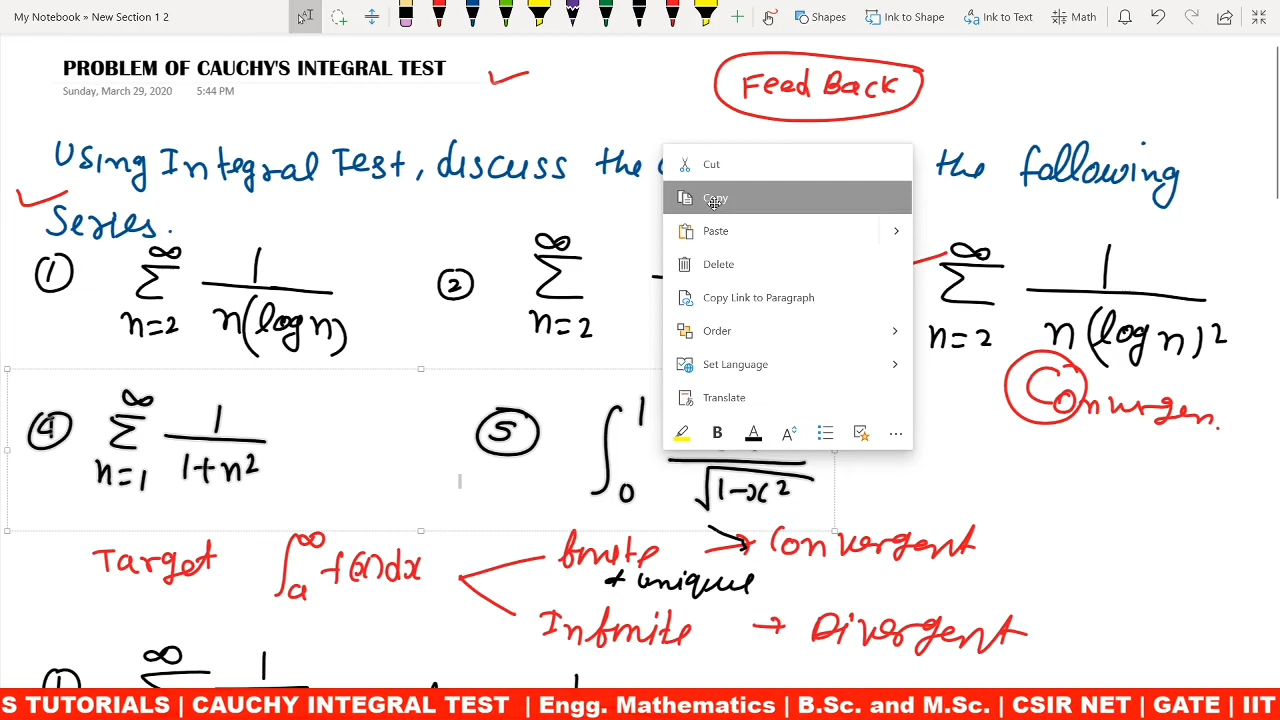 My Notebook » New Section 1 2
Shapes
Ink to Shape
Ink to Text
Math
PROBLEM OF CAUCHY'S INTEGRAL TEST
Sunday, March 29, 2020 5:44 PM
Feed Back
Using Integral Test, discuss the the following
Series.
Cut
Copy
Paste
Delete
Copy Link to Paragraph
Order
Set Language
Translate
① ∑_{n=2}^{∞} 1/(n(log n))
② ∑_{n=2}^{∞}
∑_{n=2}^{∞} 1/(n(log n)^2)
Convergen.
④ ∑_{n=1}^{∞} 1/(1+n^2)
⑤ ∫_0^1 /√(1-x^2)
Target ∫_a^∞ f(x)dx
finite → Convergent
+ unique
Infinite → Divergent
S TUTORIALS | CAUCHY INTEGRAL TEST | Engg. Mathematics | B.Sc. and M.Sc. | CSIR NET | GATE | IIT